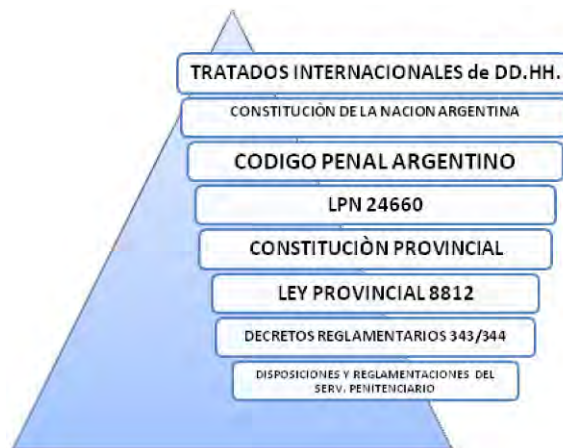 TRATADOS INTERNACIONALES de DD.HH.
CONSTITUCIÒN DE LA NACION ARGENTINA
CODIGO PENAL ARGENTINO
LPN 24660
CONSTITUCIÒN PROVINCIAL
LEY PROVINCIAL 8812
DECRETOS REGLAMENTARIOS 343/344
DISPOSICIONES Y REGLAMENTACIONES DEL
SERV. PENITENCIARIO